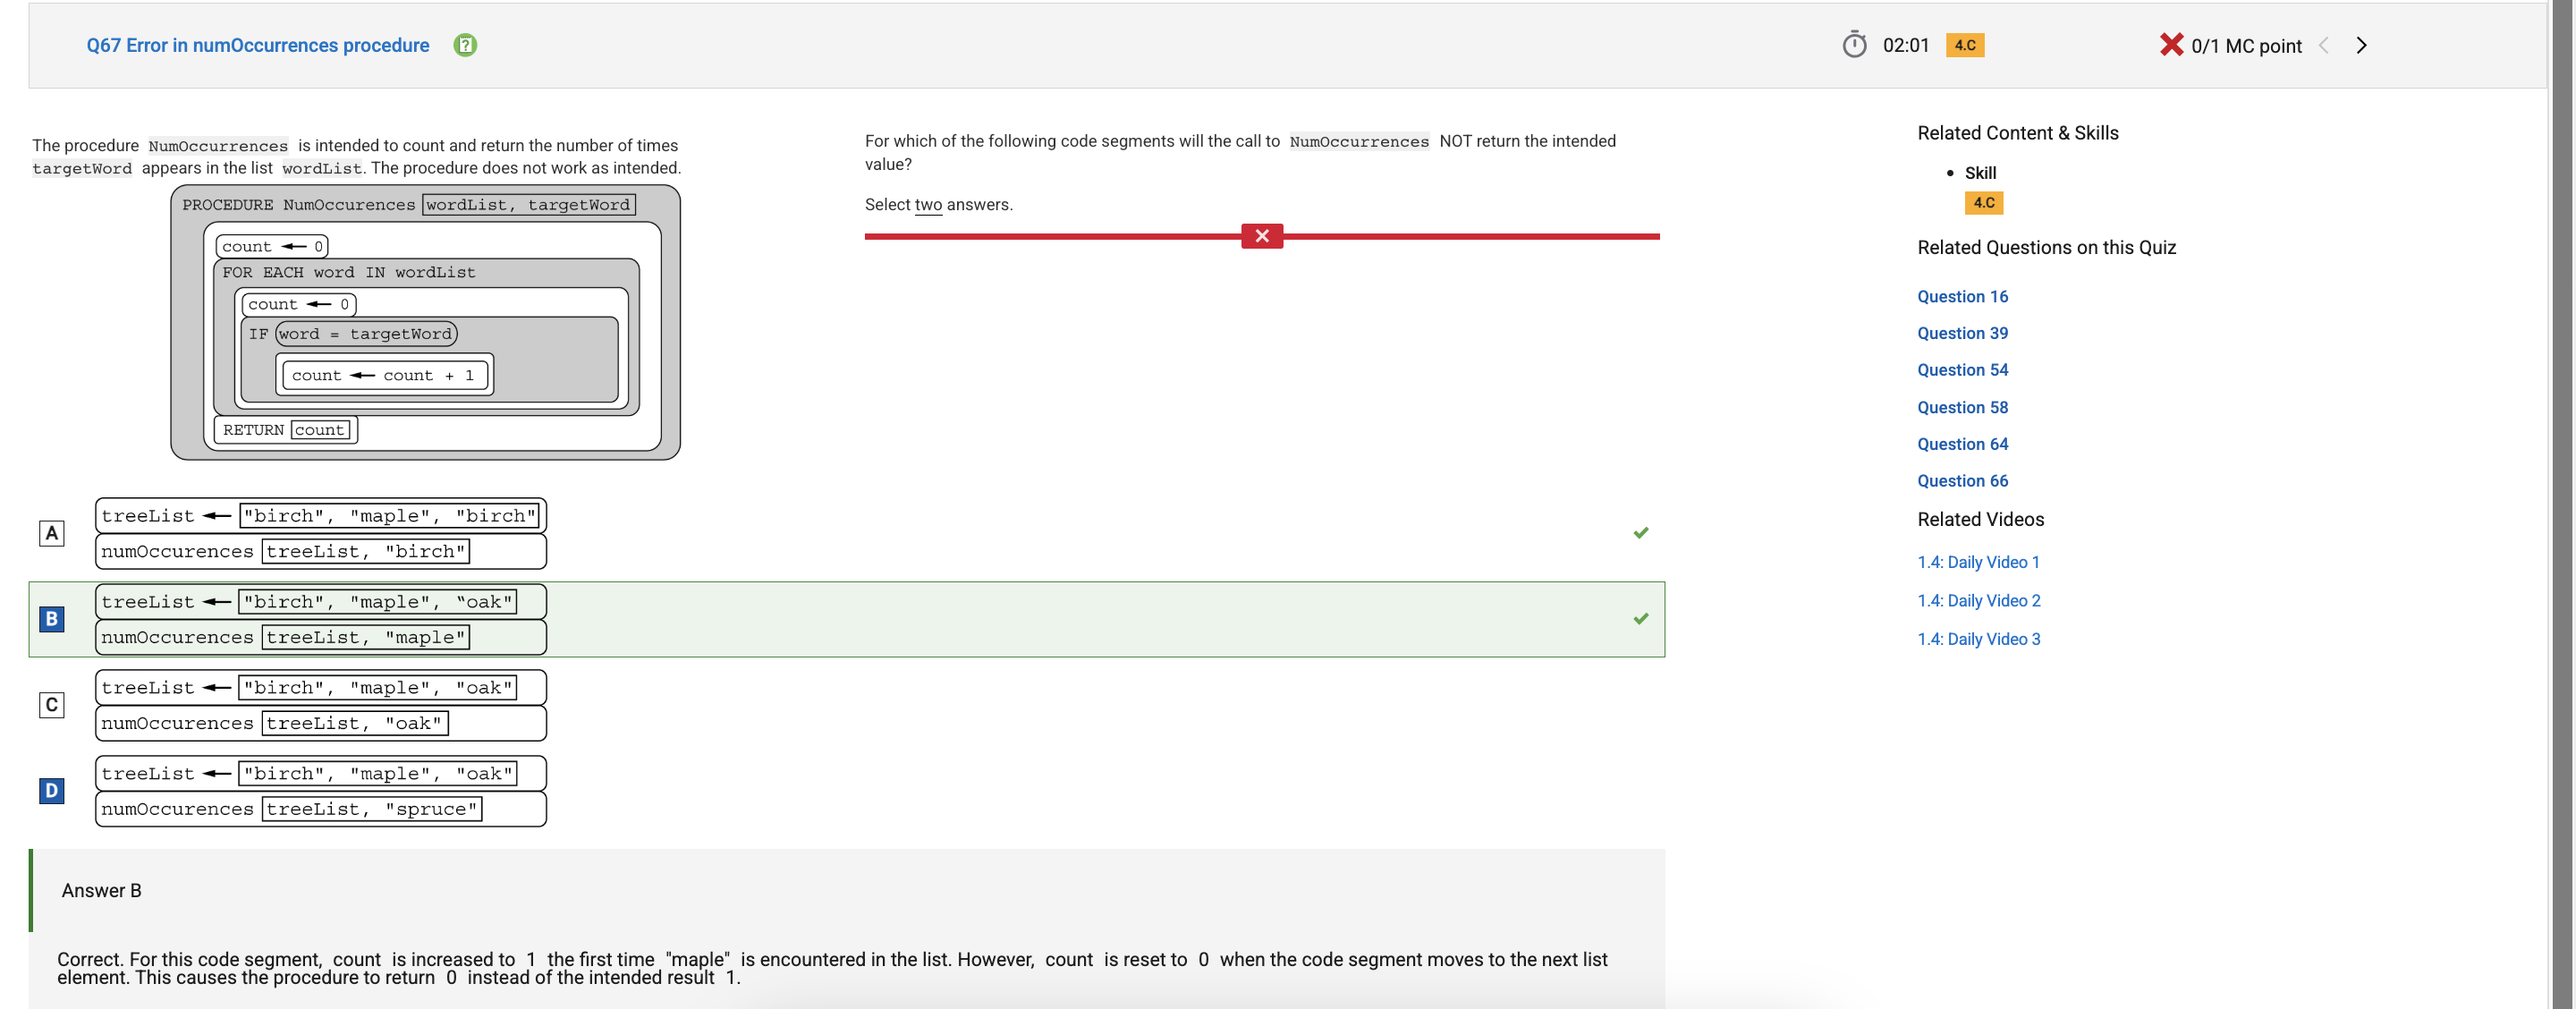 Q67 Error in numOccurrences procedure
02:01 4.C
0/1 MC point
The procedure NumOccurrences is intended to count and return the number of times
targetWord appears in the list wordList. The procedure does not work as intended.
PROCEDURE NumOccurences wordList, targetWord
count ← 0
FOR EACH word IN wordList
count ← 0
IF word = targetWord
count ← count + 1
RETURN count
For which of the following code segments will the call to NumOccurrences NOT return the intended
value?
Select two answers.
A
treeList ← "birch", "maple", "birch"
numOccurences treeList, "birch"
B
treeList ← "birch", "maple", "oak"
numOccurences treeList, "maple"
C
treeList ← "birch", "maple", "oak"
numOccurences treeList, "oak"
D
treeList ← "birch", "maple", "oak"
numOccurences treeList, "spruce"
Answer B
Correct. For this code segment, count is increased to 1 the first time "maple" is encountered in the list. However, count is reset to 0 when the code segment moves to the next list
element. This causes the procedure to return 0 instead of the intended result 1.
Related Content & Skills
• Skill
4.C
Related Questions on this Quiz
Question 16
Question 39
Question 54
Question 58
Question 64
Question 66
Related Videos
1.4: Daily Video 1
1.4: Daily Video 2
1.4: Daily Video 3